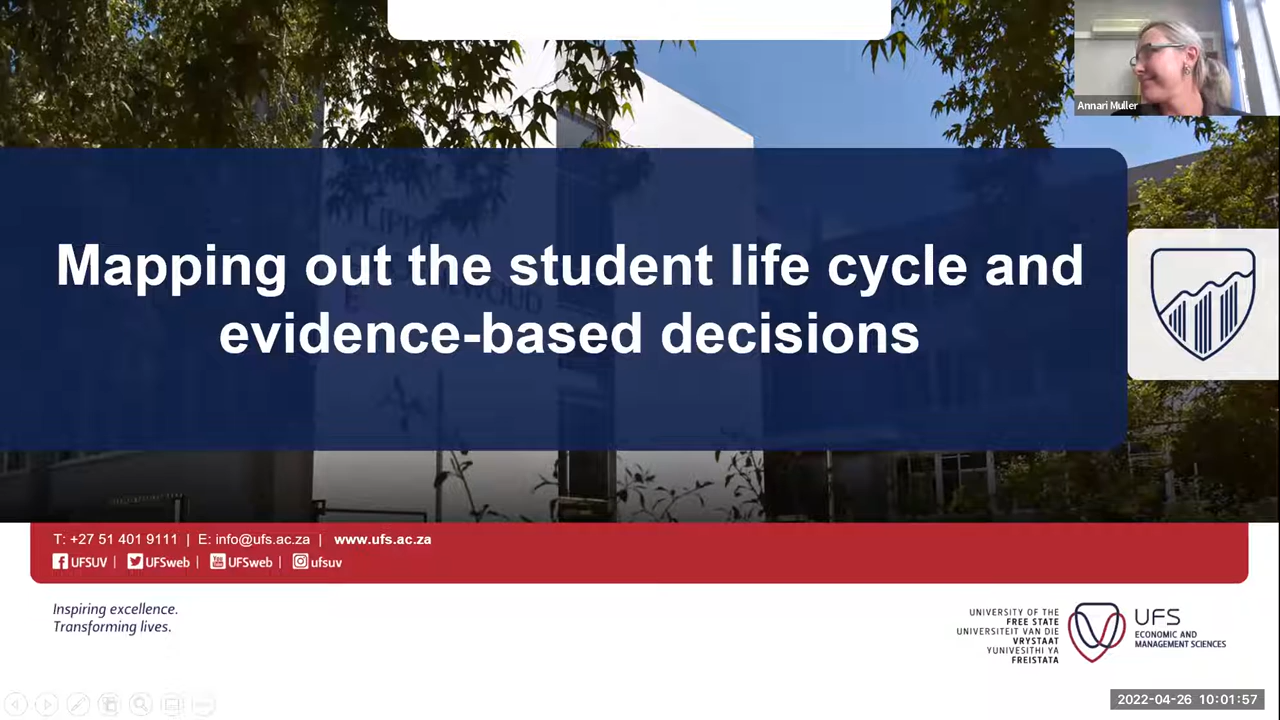 Annari Muller
Mapping out the student life cycle and
evidence-based decisions
T: +27 51 401 9111 | E: info@ufs.ac.za | www.ufs.ac.za
UFSUV | UFSweb | UFSweb | ufsuv
Inspiring excellence.
Transforming lives.
UNIVERSITY OF THE
FREE STATE
UNIVERSITEIT VAN DIE
VRYSTAAT
YUNIVESITHI YA
FREISTATA
UFS
ECONOMIC AND
MANAGEMENT SCIENCES
2022-04-26 10:01:57